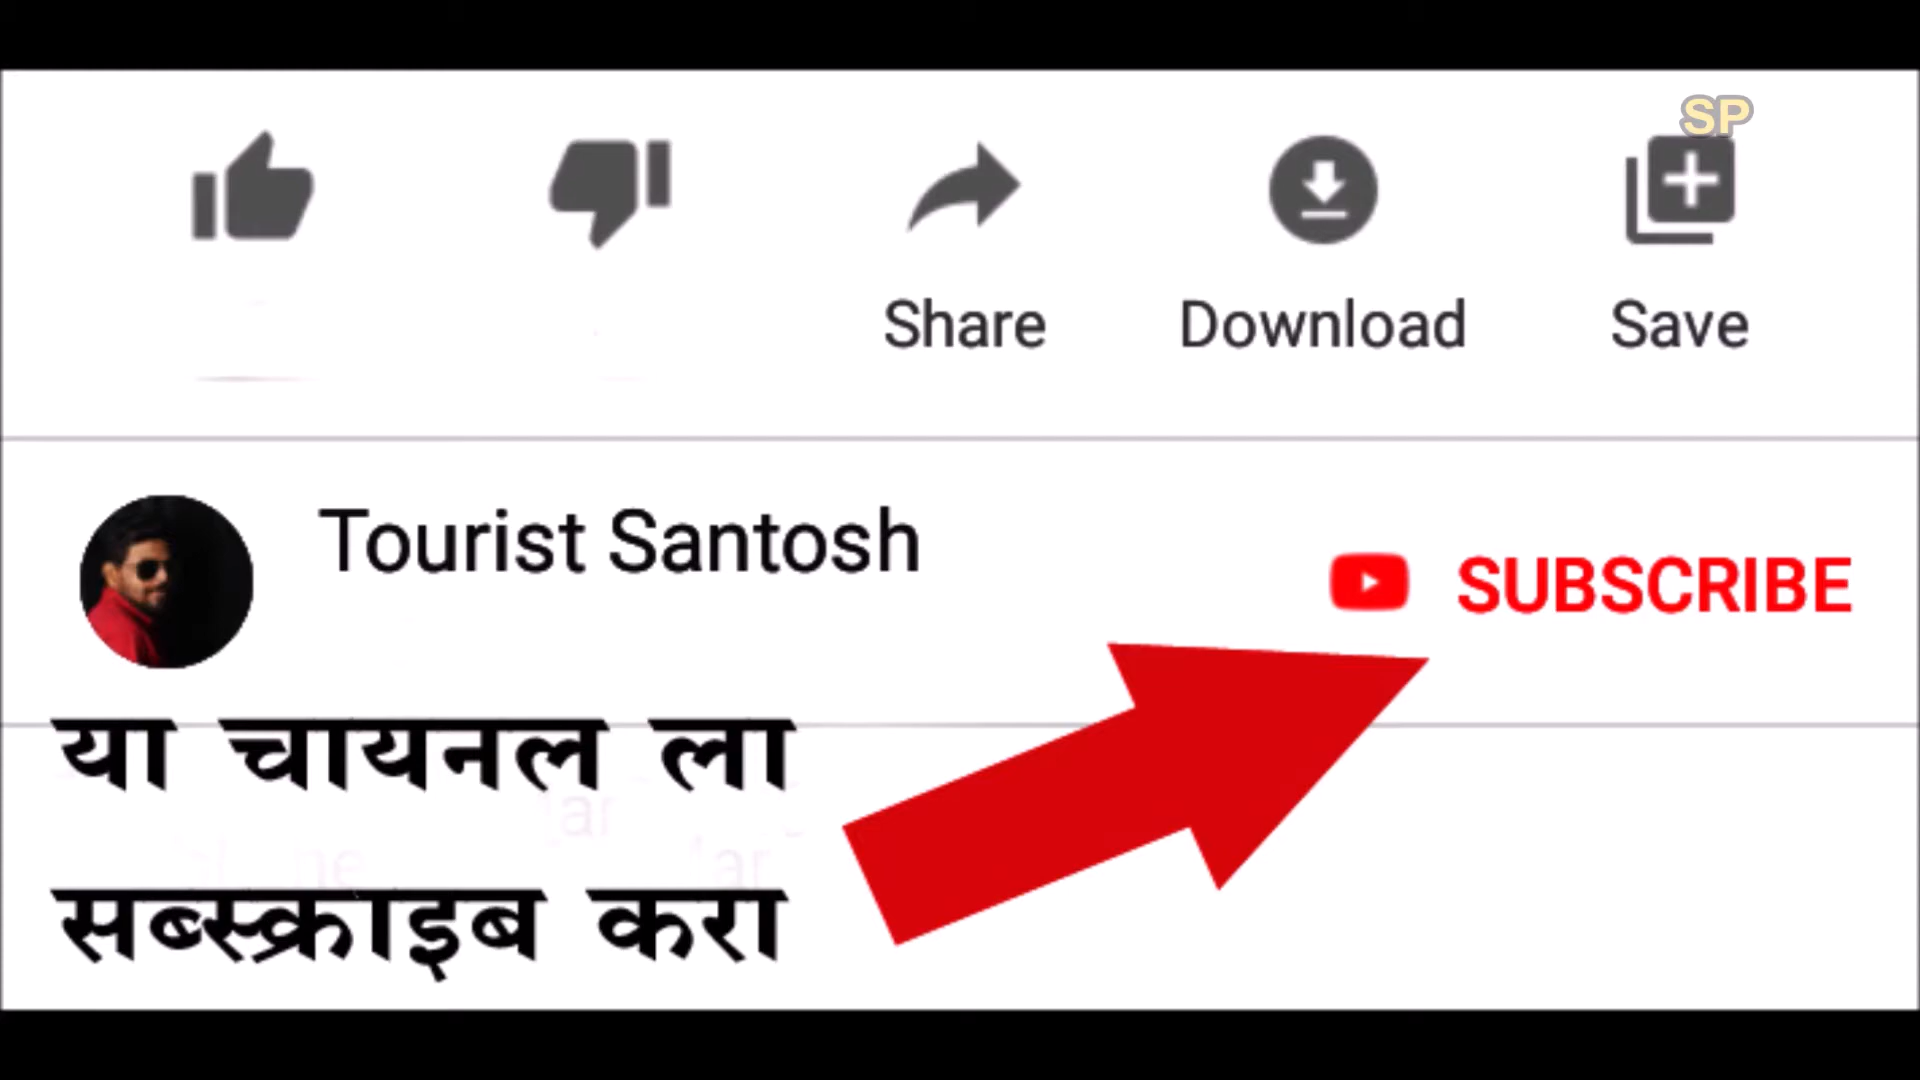 SP
Share Download Save
Tourist Santosh
SUBSCRIBE
या चायनल ला
सब्स्क्राइब करा